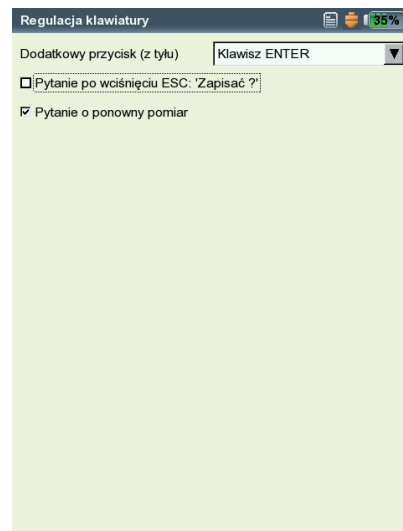 Regulacja klawiatury 35%
Dodatkowy przycisk (z tyłu) Klawisz ENTER
Pytanie po wciśnięciu ESC: 'Zapisać ?'
Pytanie o ponowny pomiar